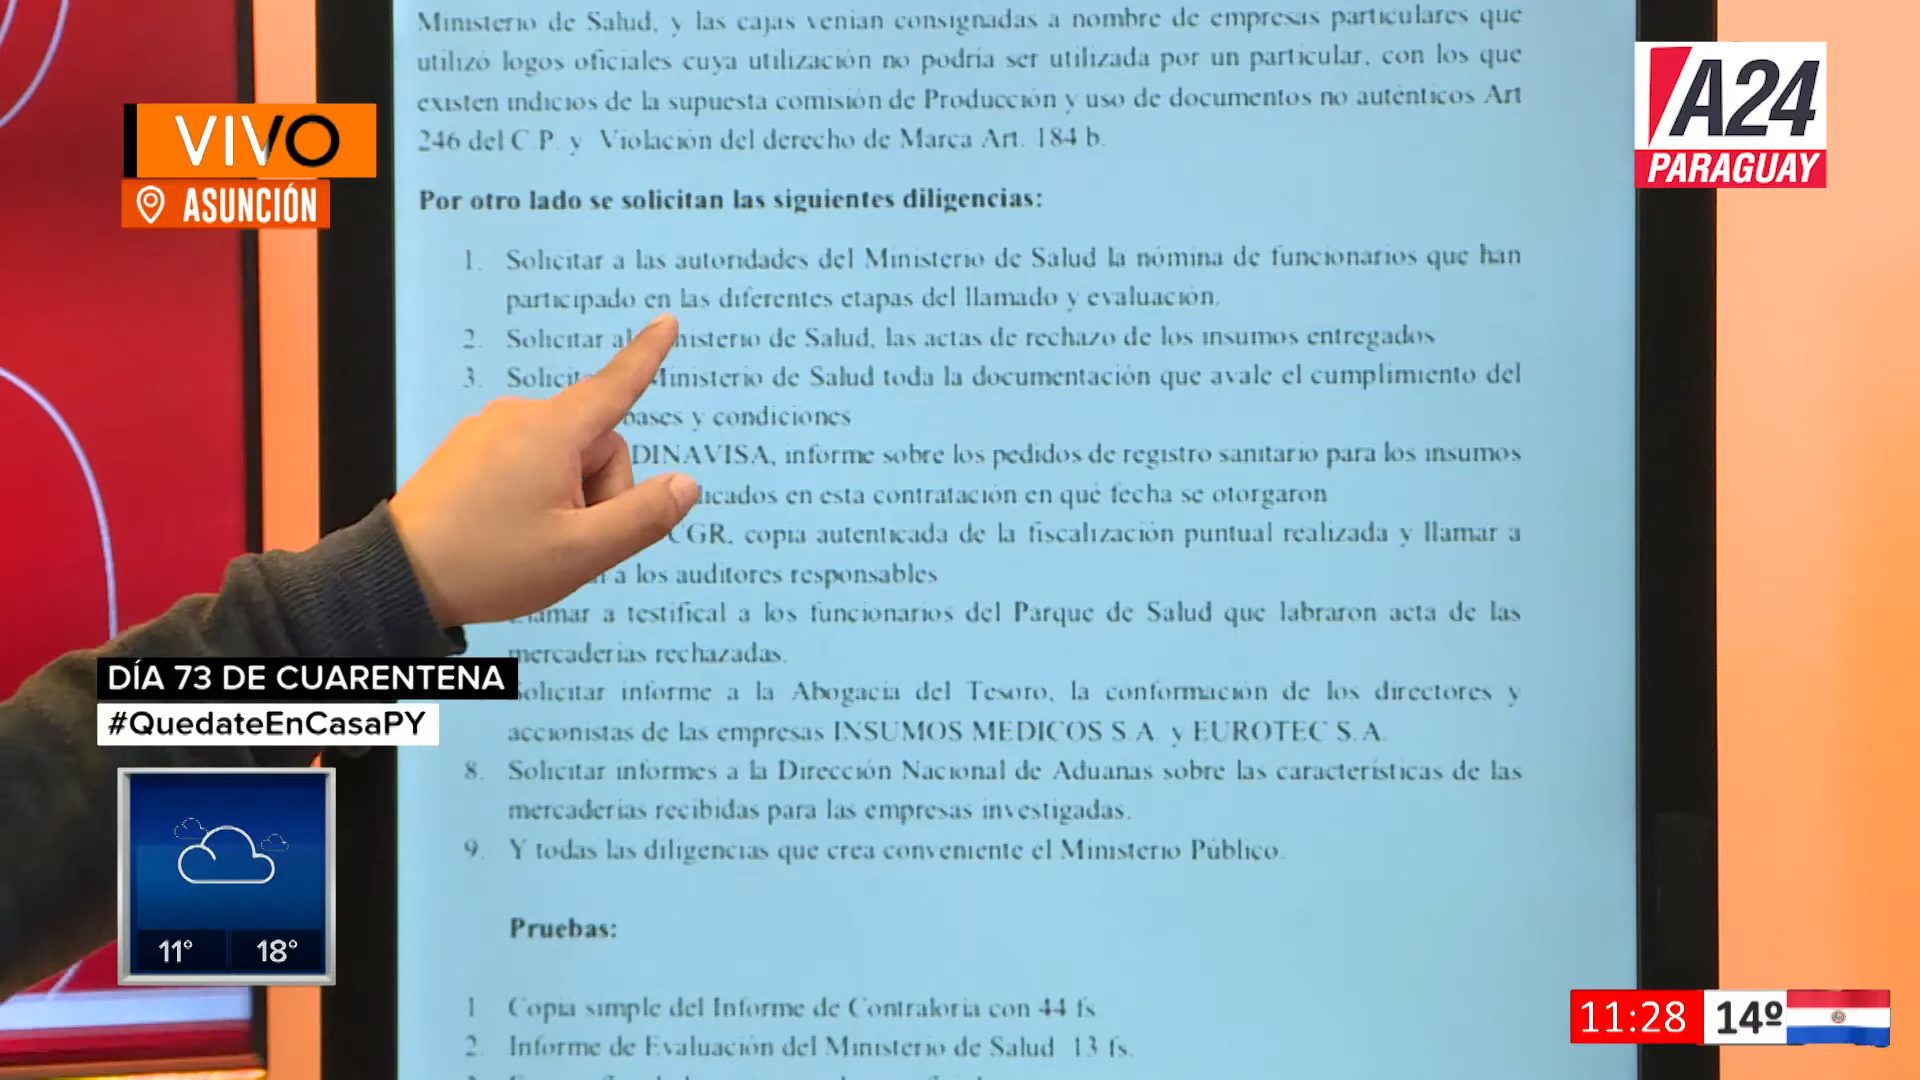 Ministerio de Salud, y las cajas venian consignadas a nombre de empresas particulares que
utilizó logos oficiales cuya utilización no podría ser utilizada por un particular, con los que
existen indicios de la supuesta comisión de Producción y uso de documentos no auténticos Art
246 del C.P. y Violación del derecho de Marca Art. 184 b.
Por otro lado se solicitan las siguientes diligencias:
1. Solicitar a las autoridades del Ministerio de Salud la nómina de funcionarios que han
participado en las diferentes etapas del llamado y evaluación.
2. Solicitar al Ministerio de Salud, las actas de rechazo de los insumos entregados
3. Ministerio de Salud toda la documentación que avale el cumplimiento del
bases y condiciones
DINAVISA, informe sobre los pedidos de registro sanitario para los insumos
en esta contratación en qué fecha se otorgaron
CGR, copia autenticada de la fiscalización puntual realizada y llamar a
a los auditores responsables
a testifical a los funcionarios del Parque de Salud que labraron acta de las
mercaderías rechazadas.
Solicitar informe a la Abogacía del Tesoro, la conformación de los directores y
accionistas de las empresas INSUMOS MEDICOS S.A. y EUROTEC S.A.
8. Solicitar informes a la Dirección Nacional de Aduanas sobre las características de las
mercaderías recibidas para las empresas investigadas.
9. Y todas las diligencias que crea conveniente el Ministerio Público.
Pruebas:
1 Copia simple del Informe de Contraloría con 44 fs
2. Informe de Evaluación del Ministerio de Salud 13 fs.
VIVO
ASUNCIÓN
A24
PARAGUAY
DÍA 73 DE CUARENTENA
#QuedateEnCasaPY
11° 18°
11:28 14º